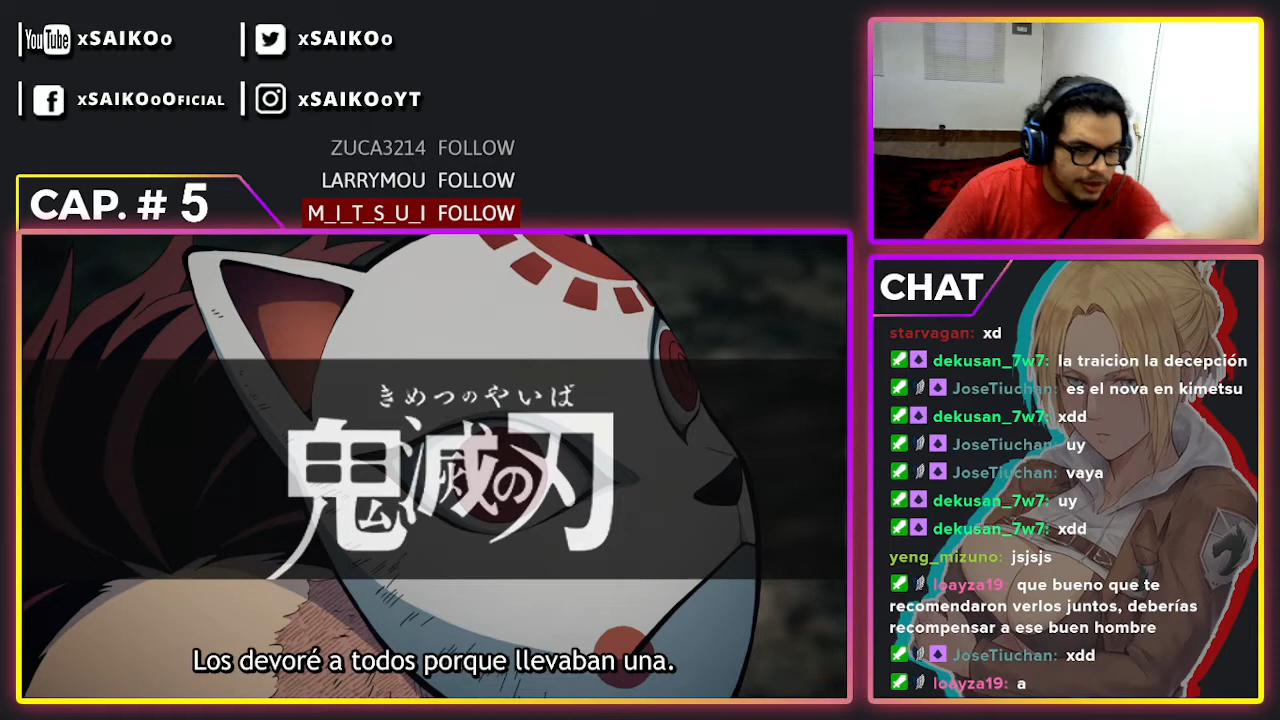 YouTube xSAIKOo
xSAIKOo
xSAIKOoOficial
xSAIKOoYT
ZUCA3214 FOLLOW
LARRYMOU FOLLOW
M_I_T_S_U_I FOLLOW
CAP. # 5
きめつのやいば
鬼滅の刃
Los devoré a todos porque llevaban una.
CHAT
starvagan: xd
dekusan_7w7: la traicion la decepción
JoseTiuchan: es el nova en kimetsu
dekusan_7w7: xdd
JoseTiuchan: uy
JoseTiuchan: vaya
dekusan_7w7: uy
dekusan_7w7: xdd
yeng_mizuno: jsjsjs
loayza19: que bueno que te
recomendaron verlos juntos, deberías
recompensar a ese buen hombre
JoseTiuchan: xdd
loayza19: a